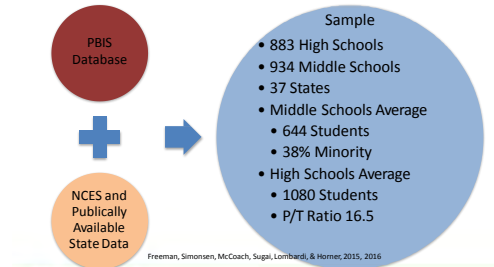 PBIS
Database
NCES and
Publically
Available
State Data
Sample
• 883 High Schools
• 934 Middle Schools
• 37 States
• Middle Schools Average
• 644 Students
• 38% Minority
• High Schools Average
• 1080 Students
• P/T Ratio 16.5
Freeman, Simonsen, McCoach, Sugai, Lombardi, & Horner, 2015, 2016